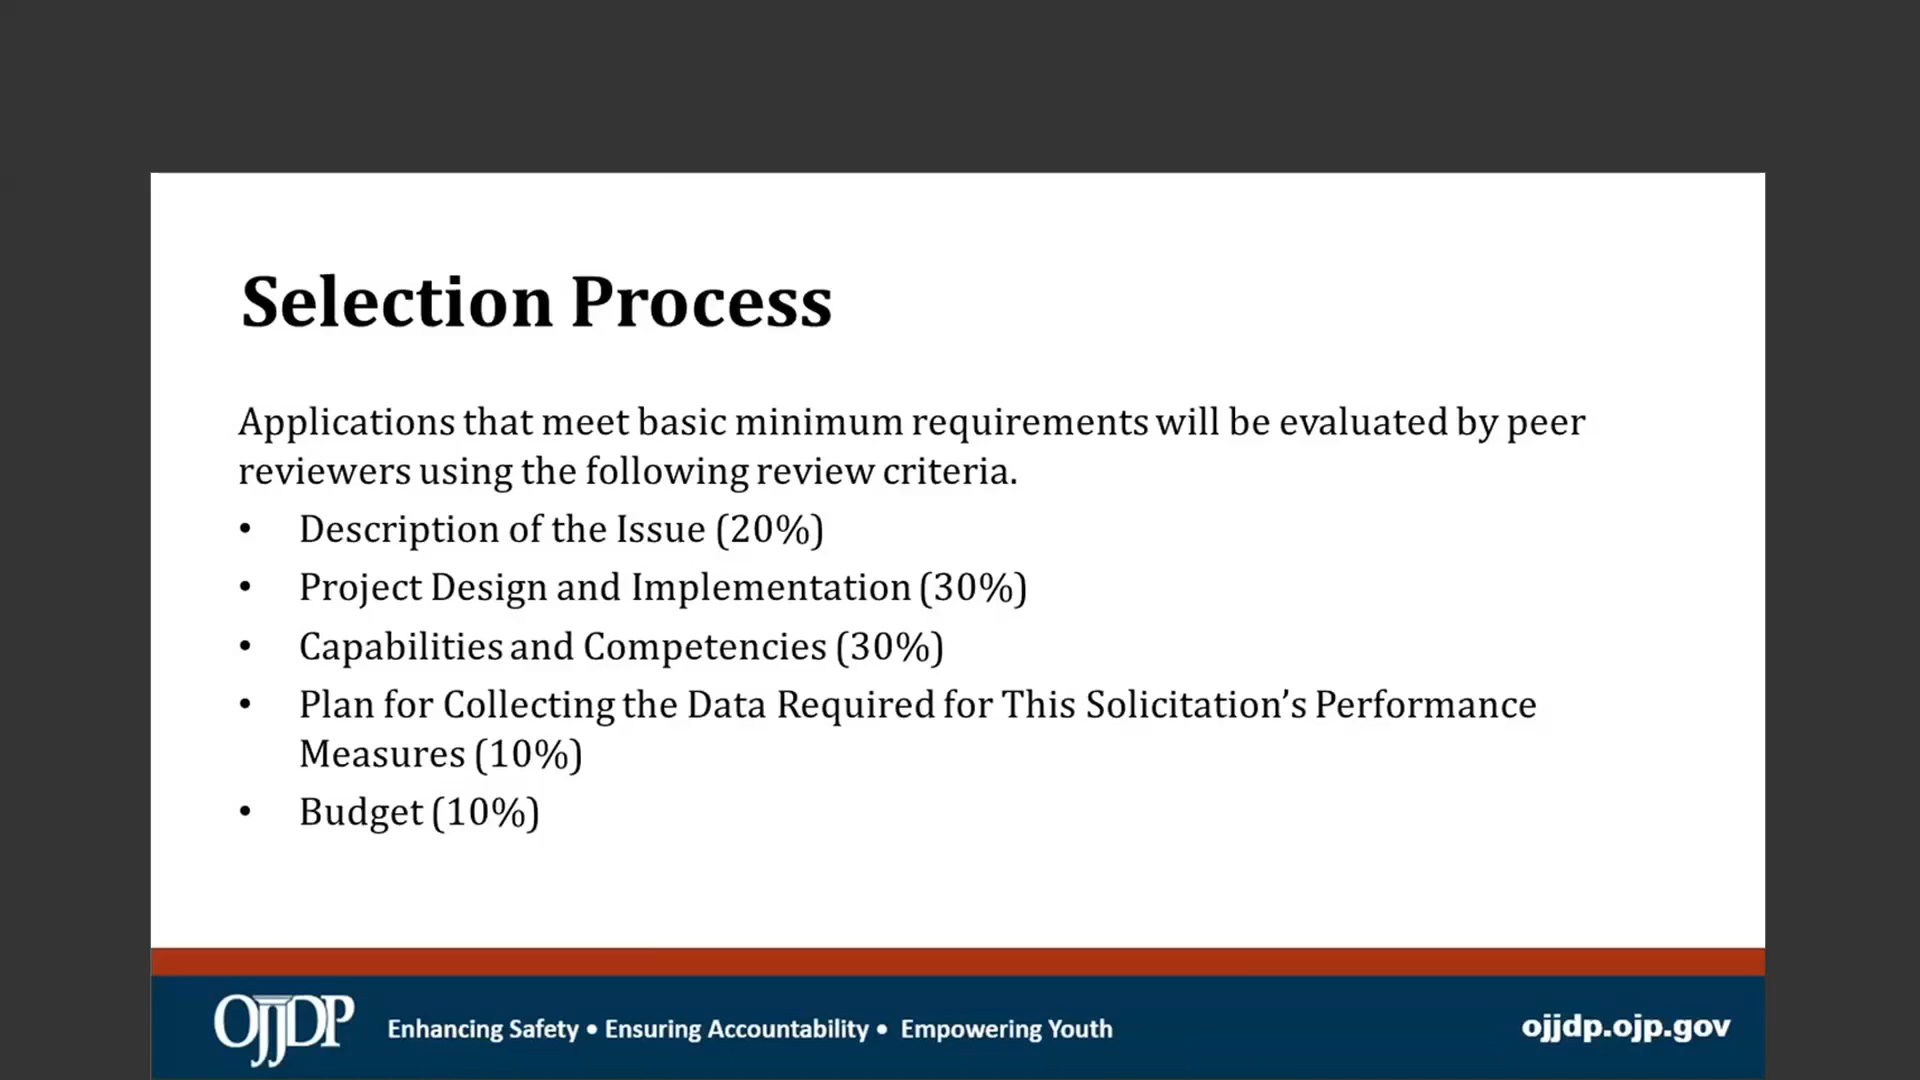 Selection Process
Applications that meet basic minimum requirements will be evaluated by peer
reviewers using the following review criteria.
• Description of the Issue (20%)
• Project Design and Implementation (30%)
• Capabilities and Competencies (30%)
• Plan for Collecting the Data Required for This Solicitation’s Performance
Measures (10%)
• Budget (10%)
OJJDP
Enhancing Safety • Ensuring Accountability • Empowering Youth
ojjdp.ojp.gov